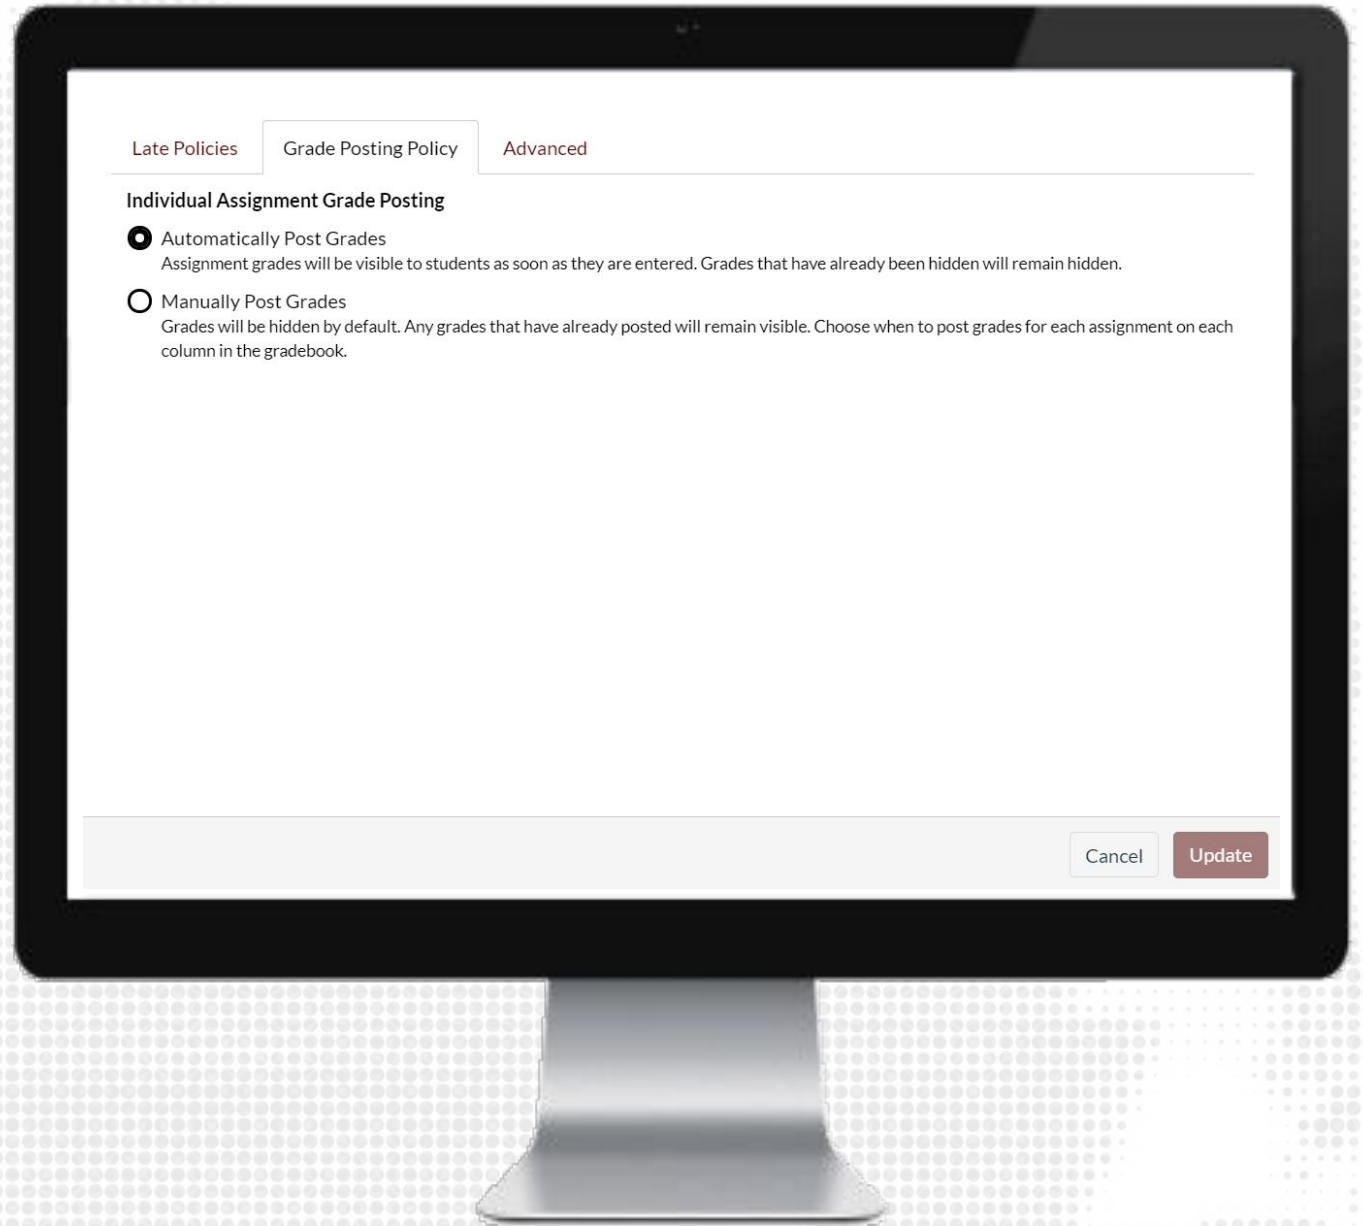 Late Policies
Grade Posting Policy
Advanced
Individual Assignment Grade Posting
Automatically Post Grades
Assignment grades will be visible to students as soon as they are entered. Grades that have already been hidden will remain hidden.
Manually Post Grades
Grades will be hidden by default. Any grades that have already posted will remain visible. Choose when to post grades for each assignment on each
column in the gradebook.
Cancel
Update